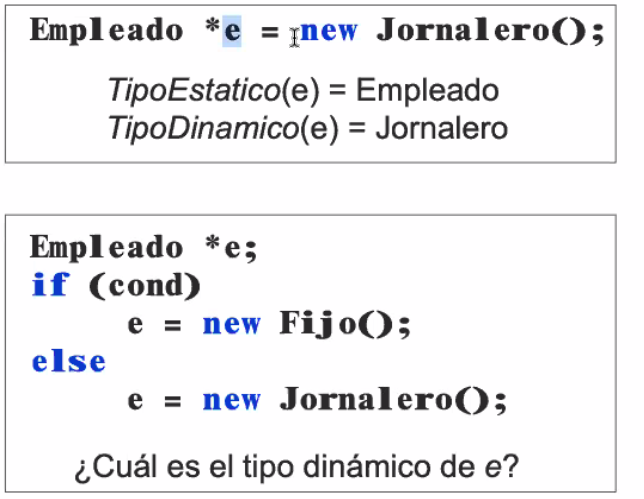 Empleado *e = new Jornalero();
TipoEstatico(e) = Empleado
TipoDinamico(e) = Jornalero
Empleado *e;
if (cond)
e = new Fijo();
else
e = new Jornalero();
¿Cuál es el tipo dinámico de e?